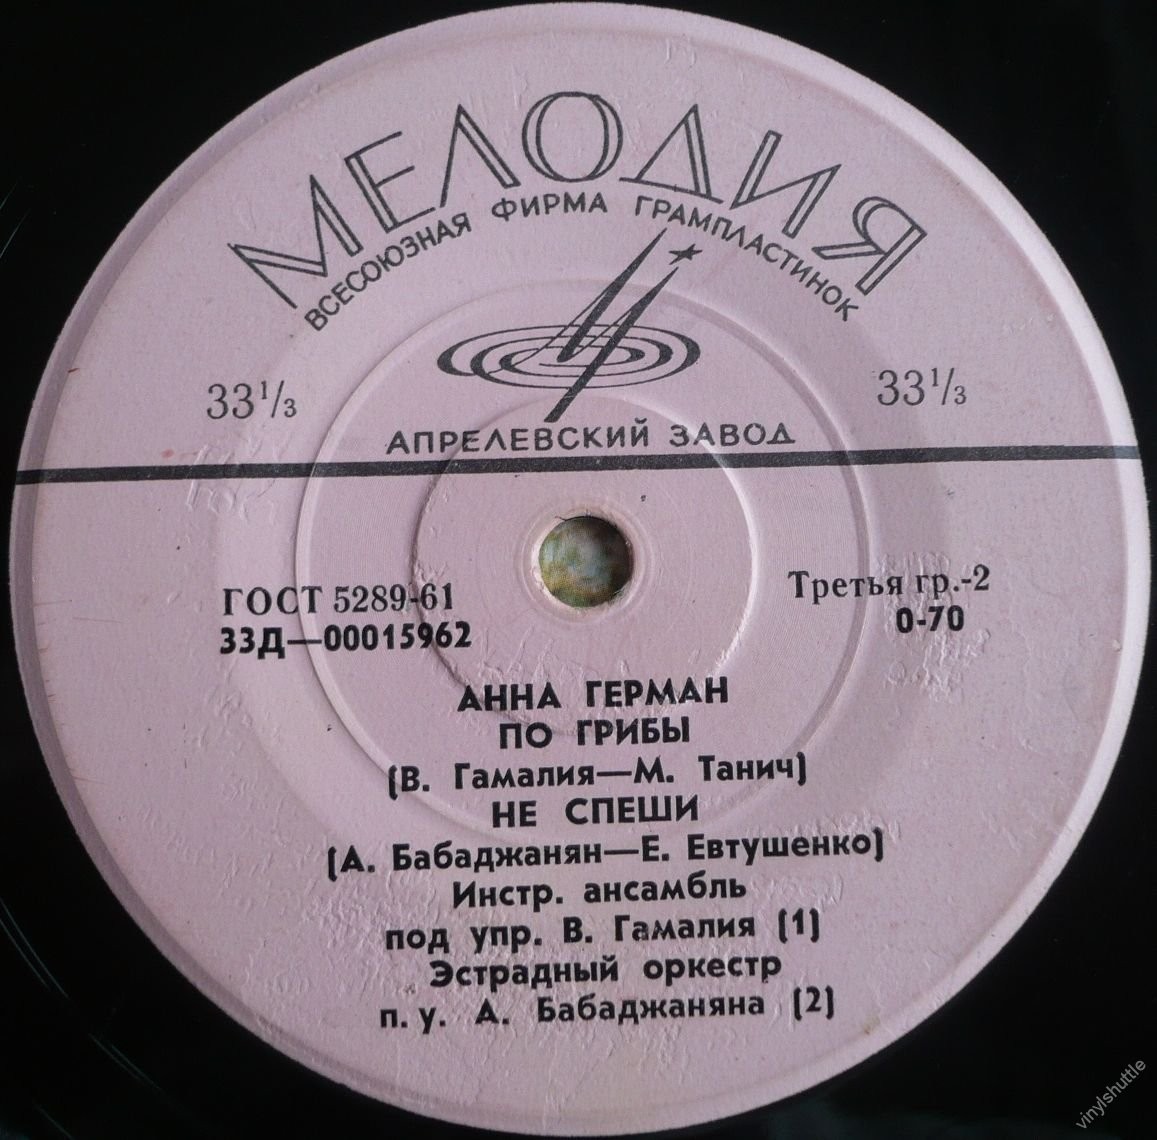 МЕЛОДИЯ
ВСЕСОЮЗНАЯ ФИРМА ГРАМПЛАСТИНОК
33 1/3
33 1/3
АПРЕЛЕВСКИЙ ЗАВОД
ГОСТ 5289-61
33Д—00015962
Третья гр.-2
0-70
АННА ГЕРМАН
ПО ГРИБЫ
(В. Гамалия—М. Танич)
НЕ СПЕШИ
(А. Бабаджанян—Е. Евтушенко)
Инстр. ансамбль
под упр. В. Гамалия (1)
Эстрадный оркестр
п. у. А. Бабаджаняна (2)
vinylshuttle